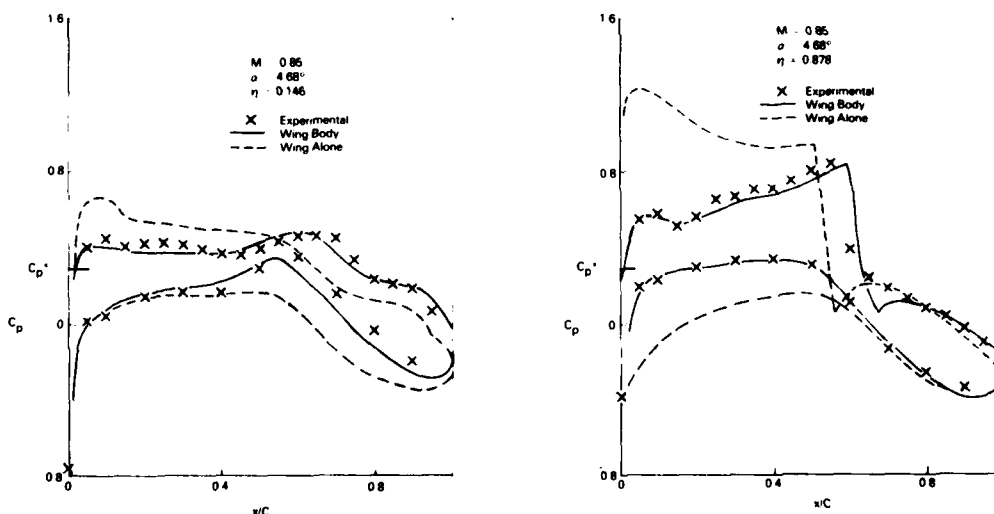 1 6
M 0.85
α 4 68°
η 0.146
× Experimental
Wing Body
Wing Alone
0.8
Cp*
Cp
0
0 8
0
0 4
0 8
x/C
1 6
M 0.85
α 4 68°
η 0.878
× Experimental
Wing Body
Wing Alone
0.8
Cp*
Cp
0
0 8
0
0 4
0 8
x/C